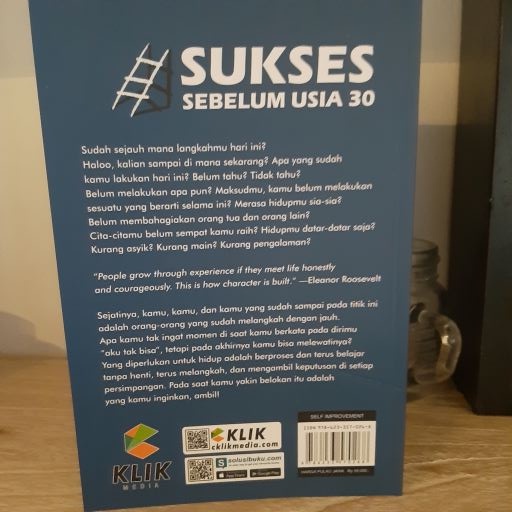 SUKSES
SEBELUM USIA 30
Sudah sejauh mana langkahmu hari ini?
Haloo, kalian sampai di mana sekarang? Apa yang sudah
kamu lakukan hari ini? Belum tahu? Tidak tahu?
Belum melakukan apa pun? Maksudmu, kamu belum melakukan
sesuatu yang berarti selama ini? Merasa hidupmu sia-sia?
Belum membahagiakan orang tua dan orang lain?
Cita-citamu belum sempat kamu raih? Hidupmu datar-datar saja?
Kurang asyik? Kurang main? Kurang pengalaman?
"People grow through experience if they meet life honestly
and courageously. This is how character is built." —Eleanor Roosevelt
Sejatinya, kamu, kamu, dan kamu yang sudah sampai pada titik ini
adalah orang-orang yang sudah melangkah dengan jauh.
Apa kamu tak ingat momen di saat kamu berkata pada dirimu
"aku tak bisa", tetapi pada akhirnya kamu bisa melewatinya?
Yang diperlukan untuk hidup adalah berproses dan terus belajar
tanpa henti, terus melangkah, dan mengambil keputusan di setiap
persimpangan. Pada saat kamu yakin belokan itu adalah
yang kamu inginkan, ambil!
KLIK
MEDIA
KLIK
cklikmedia.com
solusibuku.com
App Store
Google Play
SELF IMPROVEMENT
ISBN
HARGA PULAU JAWA